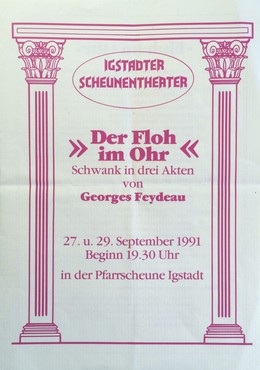 IGSTADTER
SCHEUNENTHEATER
» Der Floh
im Ohr «
Schwank in drei Akten
von
Georges Feydeau
27. u. 29. September 1991
Beginn 19.30 Uhr
in der Pfarrscheune Igstadt